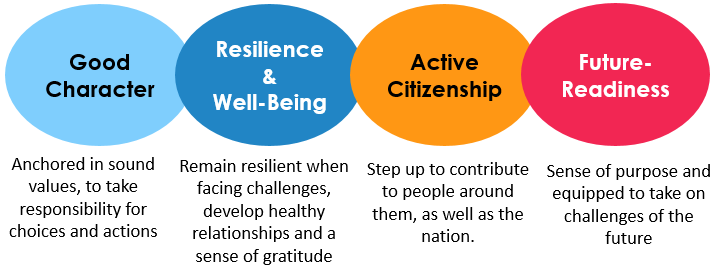 Good
Character
Resilience
&
Well-Being
Active
Citizenship
Future-
Readiness
Anchored in sound
values, to take
responsibility for
choices and actions
Remain resilient when
facing challenges,
develop healthy
relationships and a
sense of gratitude
Step up to contribute
to people around
them, as well as the
nation.
Sense of purpose and
equipped to take on
challenges of the
future